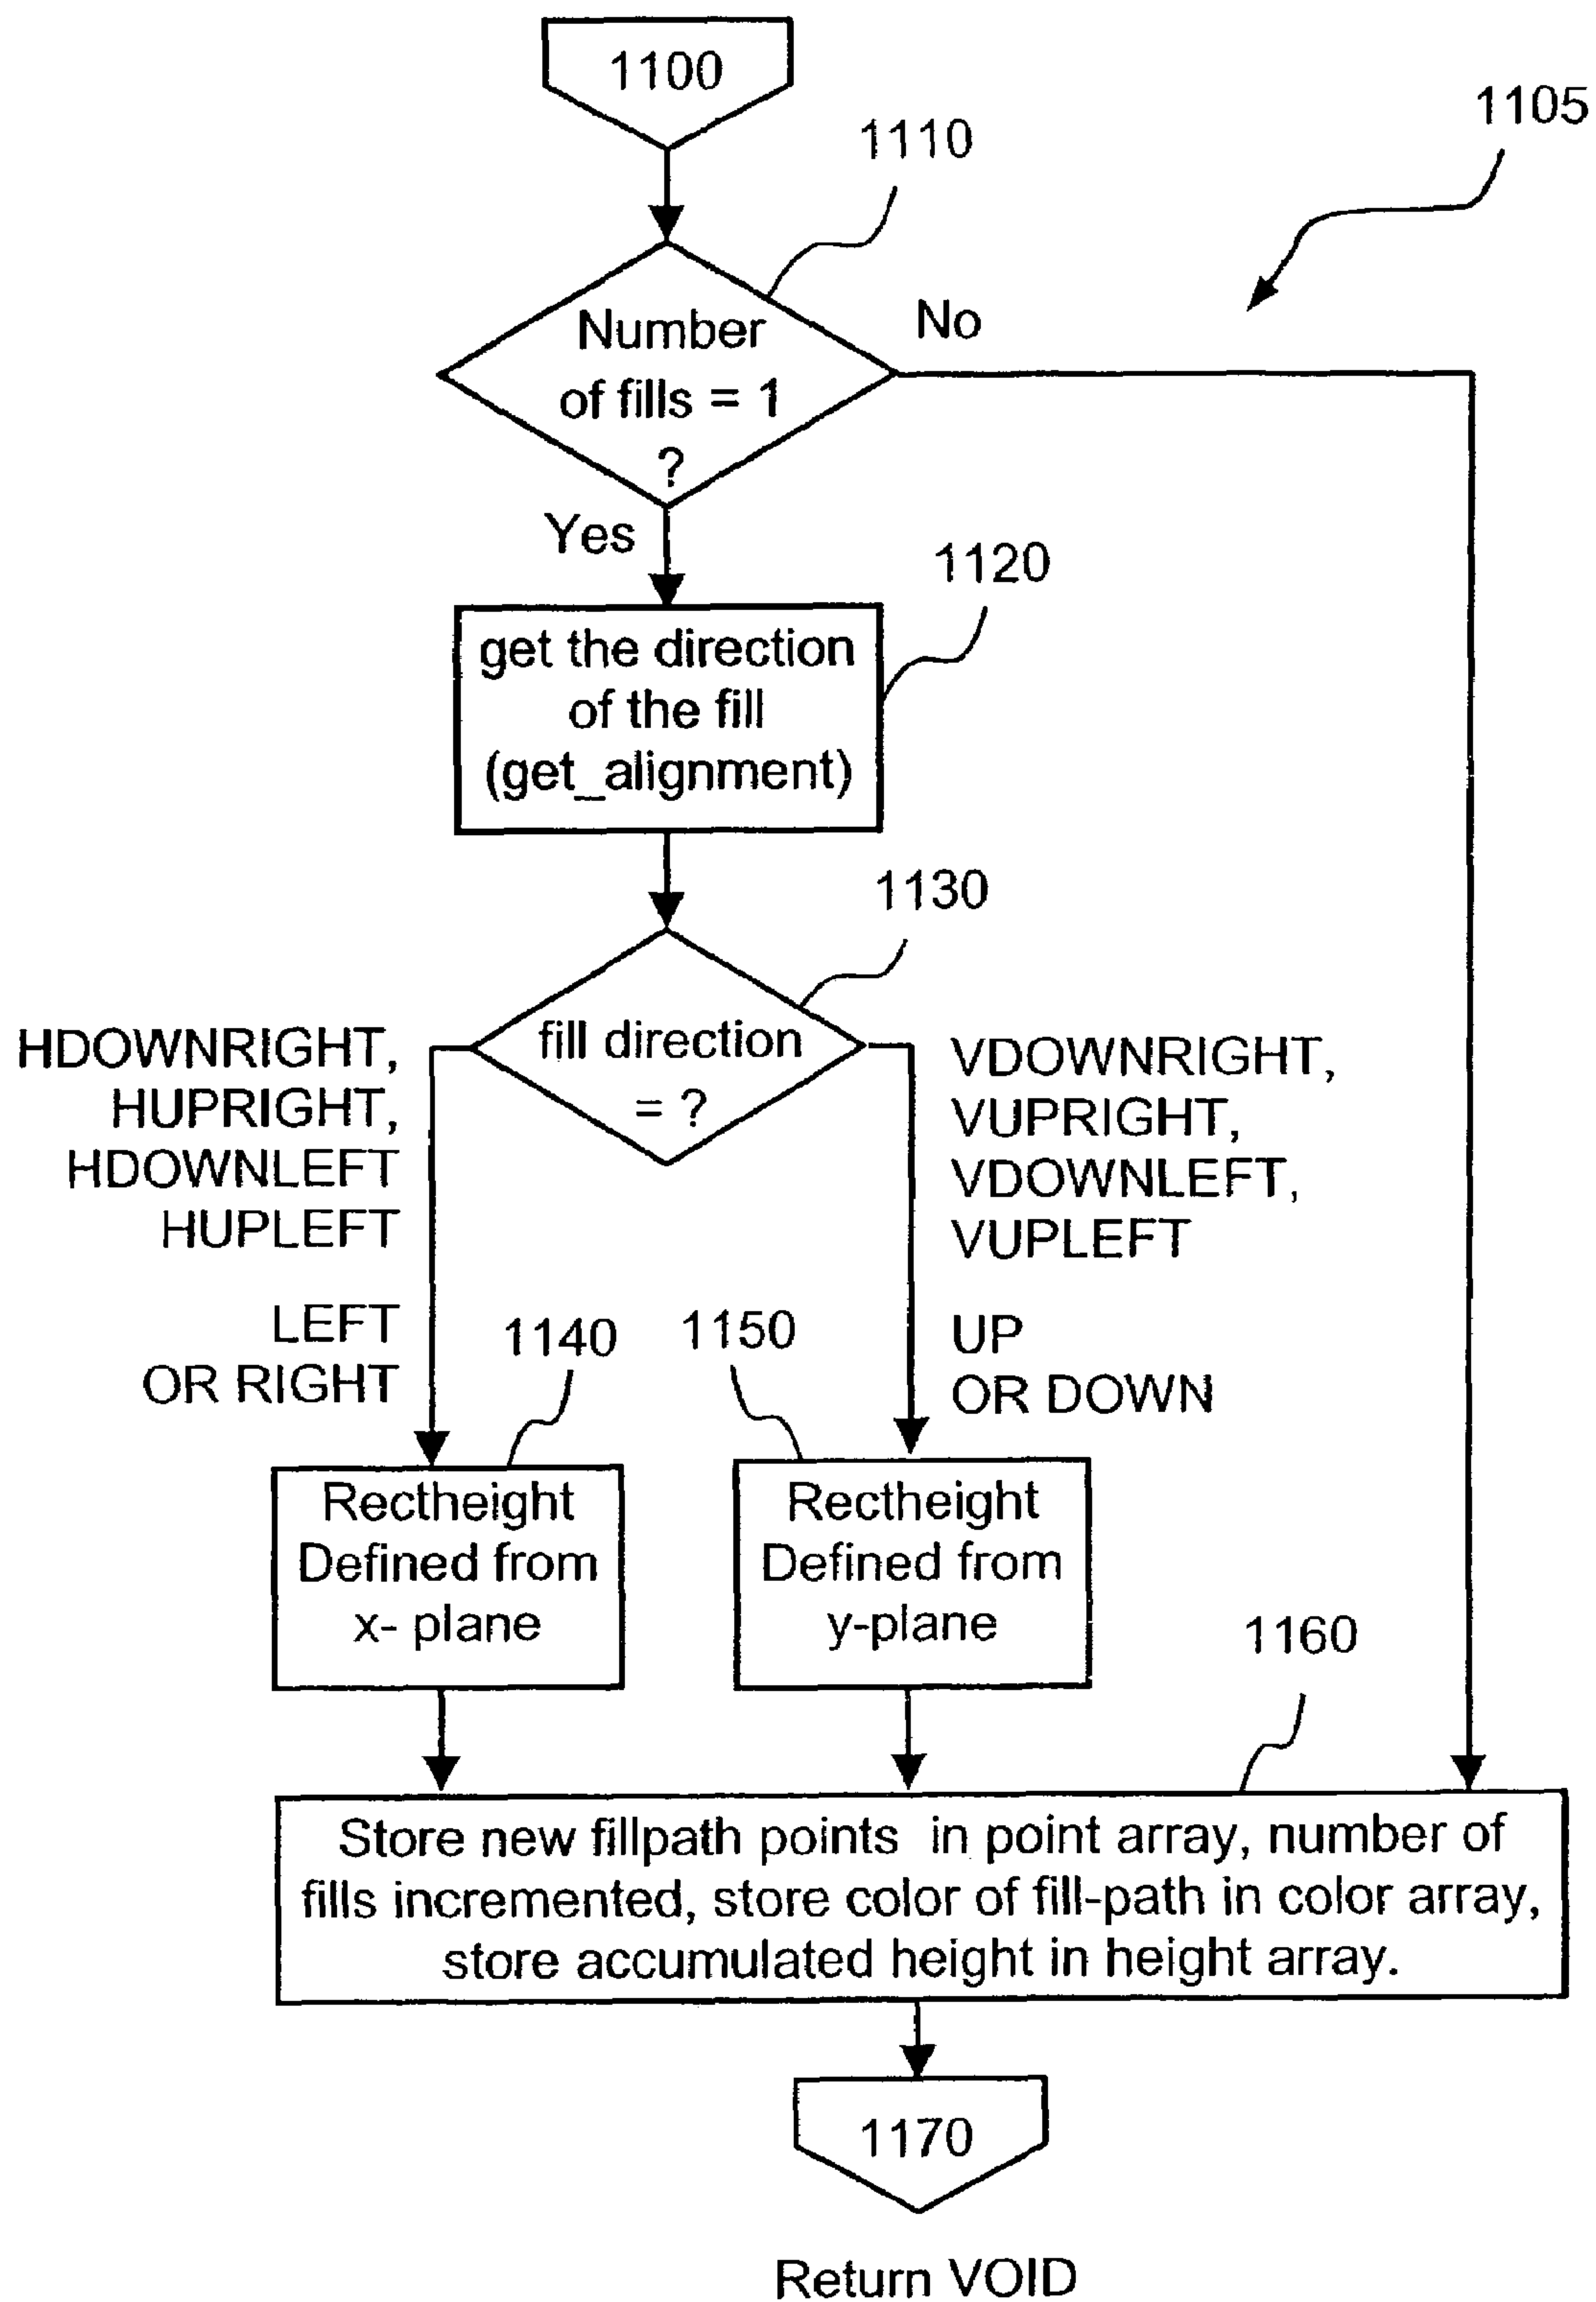 1100
1110
1105
No
Number
of fills = 1
?
Yes
1120
get the direction
of the fill
(get_alignment)
1130
fill direction
= ?
HDOWNRIGHT,
HUPRIGHT,
HDOWNLEFT
HUPLEFT
LEFT
OR RIGHT
VDOWNRIGHT,
VUPRIGHT,
VDOWNLEFT,
VUPLEFT
UP
OR DOWN
1140
1150
Rectheight
Defined from
x- plane
Rectheight
Defined from
y-plane
1160
Store new fillpath points in point array, number of
fills incremented, store color of fill-path in color array,
store accumulated height in height array.
1170
Return VOID